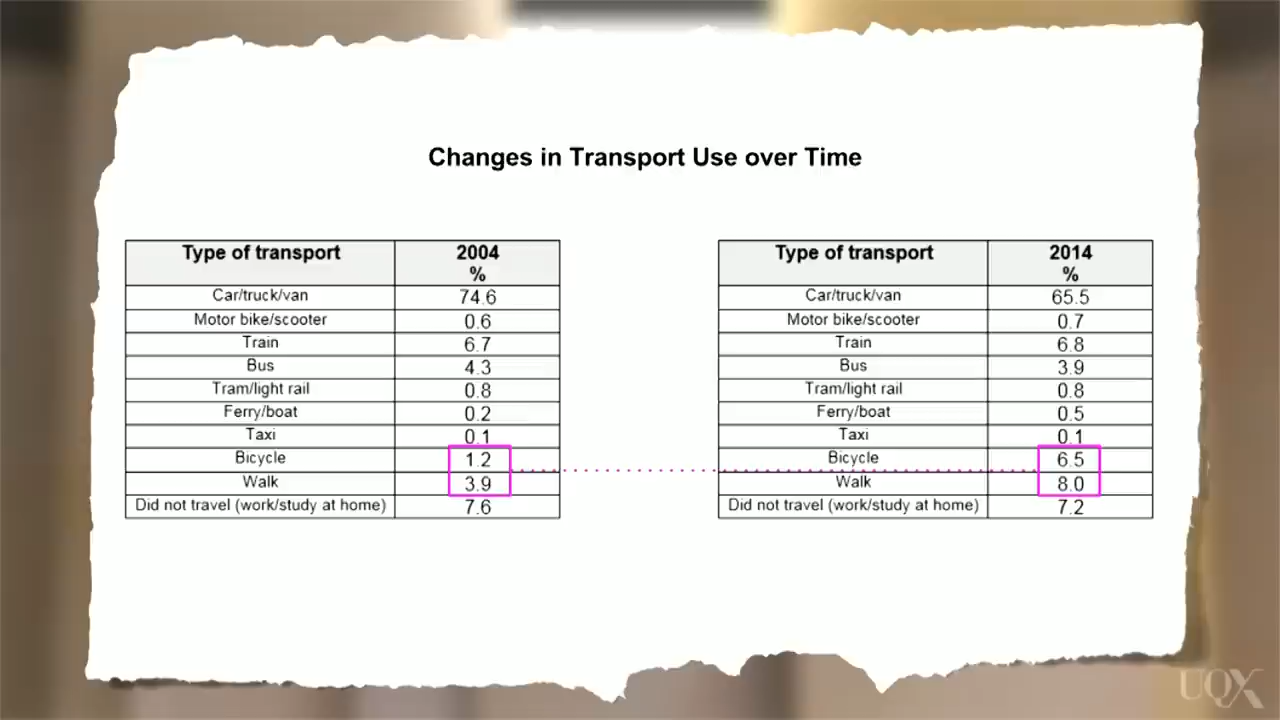 Changes in Transport Use over Time
Type of transport 2004 %
Car/truck/van 74.6
Motor bike/scooter 0.6
Train 6.7
Bus 4.3
Tram/light rail 0.8
Ferry/boat 0.2
Taxi 0.1
Bicycle 1.2
Walk 3.9
Did not travel (work/study at home) 7.6
Type of transport 2014 %
Car/truck/van 65.5
Motor bike/scooter 0.7
Train 6.8
Bus 3.9
Tram/light rail 0.8
Ferry/boat 0.5
Taxi 0.1
Bicycle 6.5
Walk 8.0
Did not travel (work/study at home) 7.2
UQX